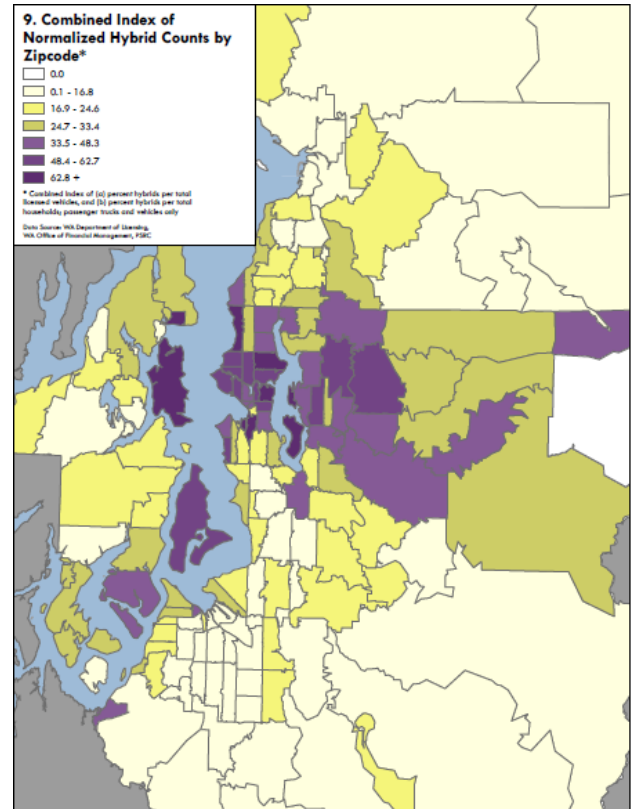 9. Combined Index of
Normalized Hybrid Counts by
Zipcode*
0.0
0.1 - 16.8
16.9 - 24.6
24.7 - 33.4
33.5 - 48.3
48.4 - 62.7
62.8 +
* Combined Index of (a) percent hybrids per total
licensed vehicles, and (b) percent hybrids per total
households; passenger trucks and vehicles only
Data Source: WA Department of Licensing,
WA Office of Financial Management, PSRC